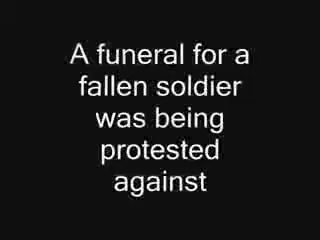 A funeral for a
fallen soldier
was being
protested
against